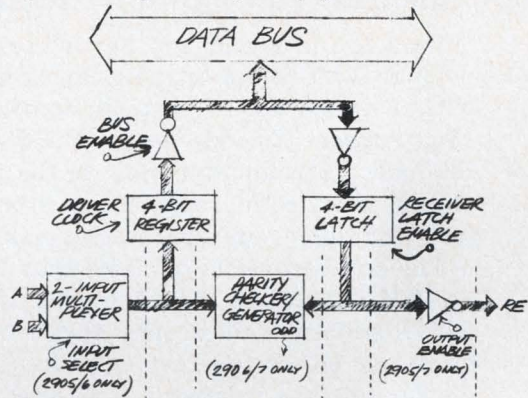 DATA BUS
BUS
ENABLE
DRIVER
CLOCK
4-BIT
REGISTER
4-BIT
LATCH
RECEIVER
LATCH
ENABLE
A
B
2-INPUT
MULTI-
PLEXER
PARITY
CHECKER/
GENERATOR
ODD
RE
INPUT
SELECT
(2905/6 ONLY)
(2906/7 ONLY)
OUTPUT
ENABLE
(2905/7 ONLY)